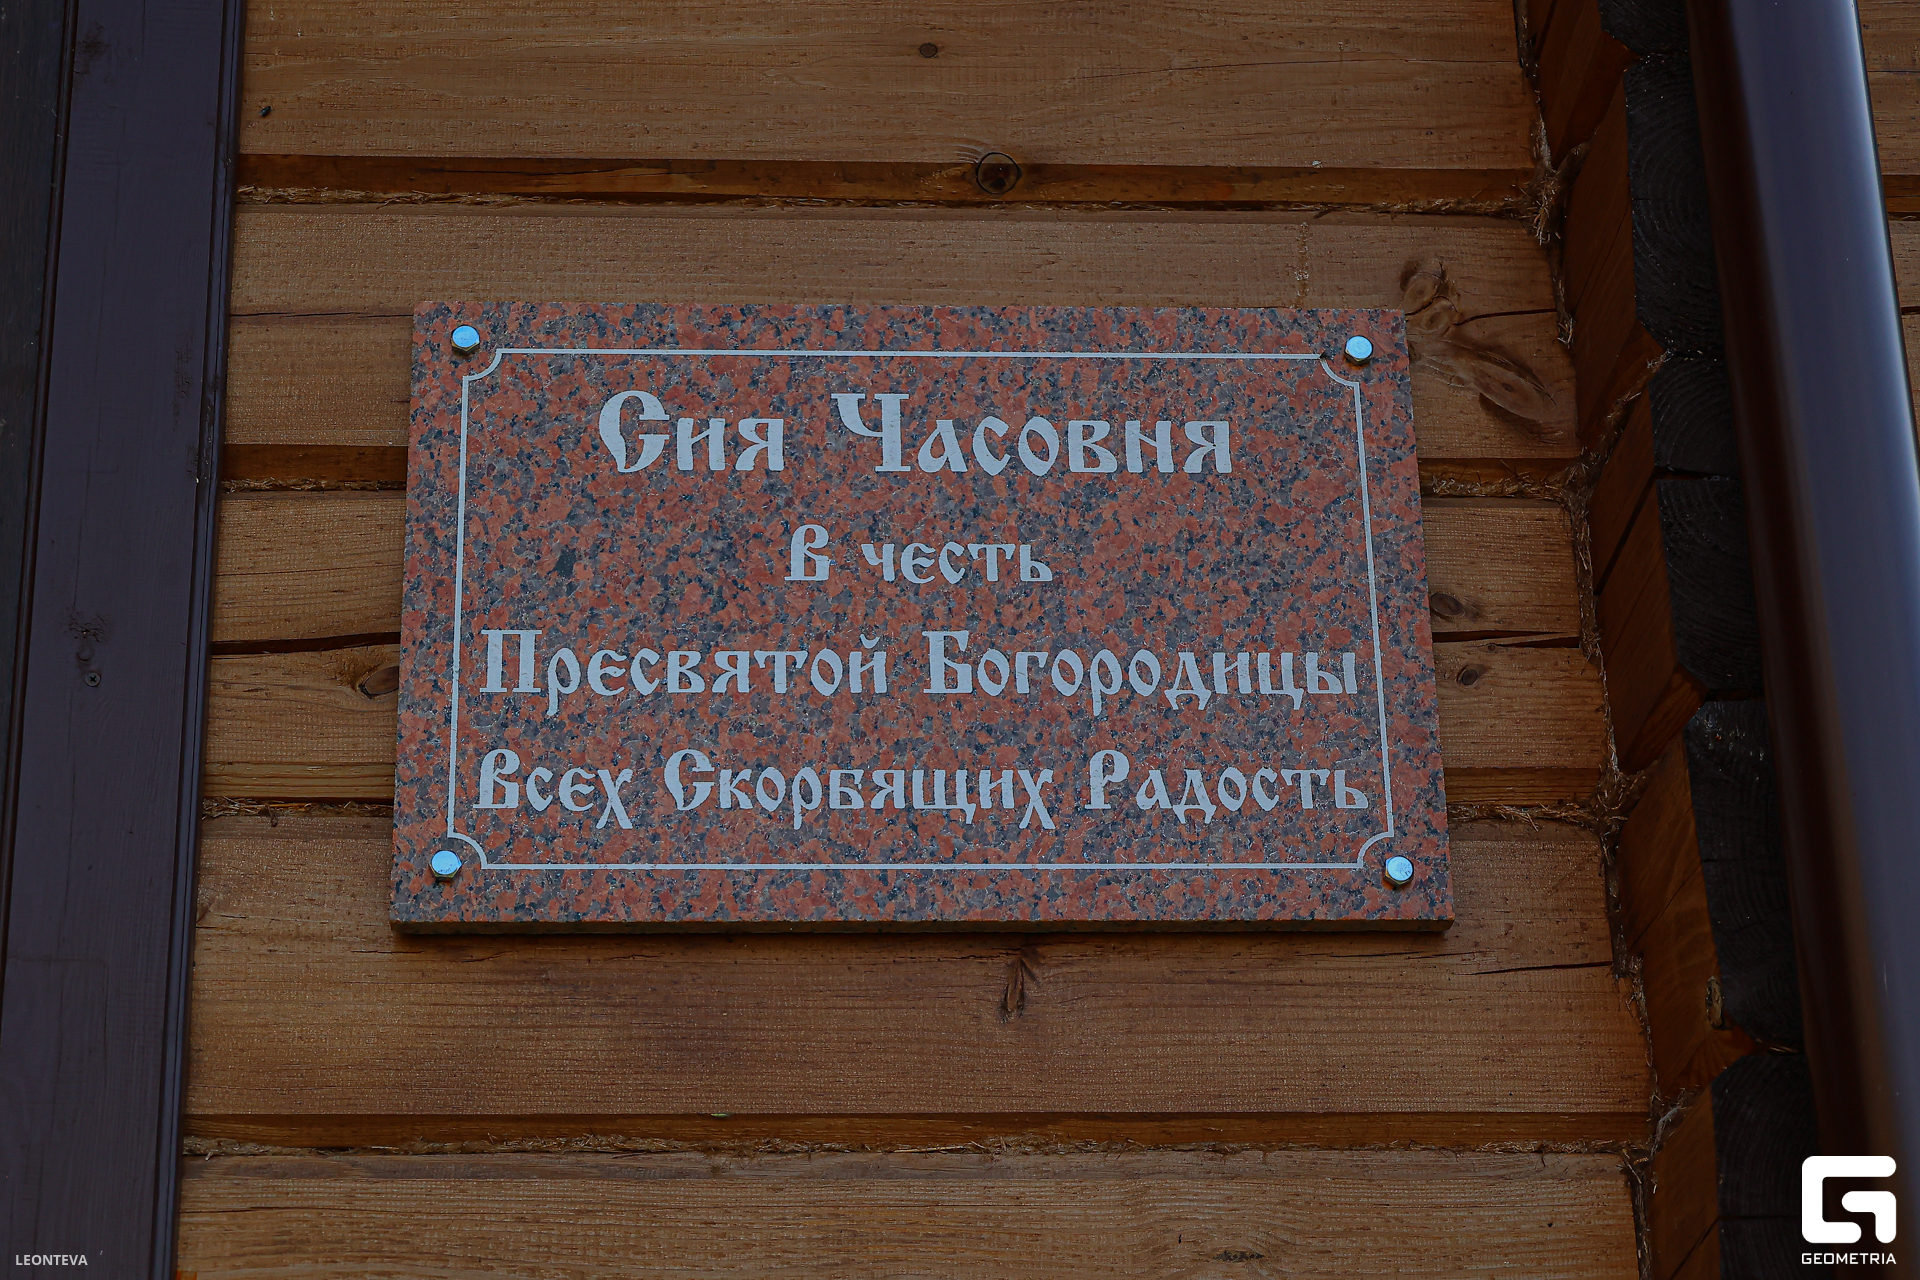 Сия Часовня
В честь
Пресвятой Богородицы
Всех Скорбящих Радость
LEONTEVA
GEOMETRIA